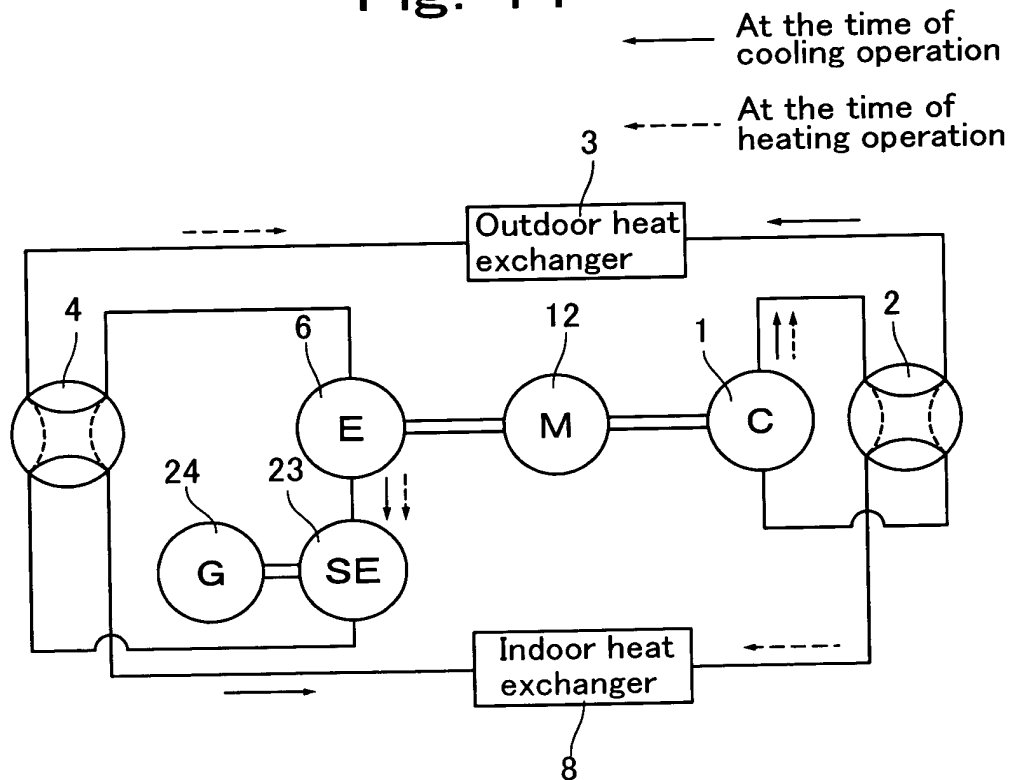 Fig.
At the time of
cooling operation
At the time of
heating operation
3
Outdoor heat
exchanger
4
6
12
1
2
E
M
C
24
23
G
SE
Indoor heat
exchanger
8